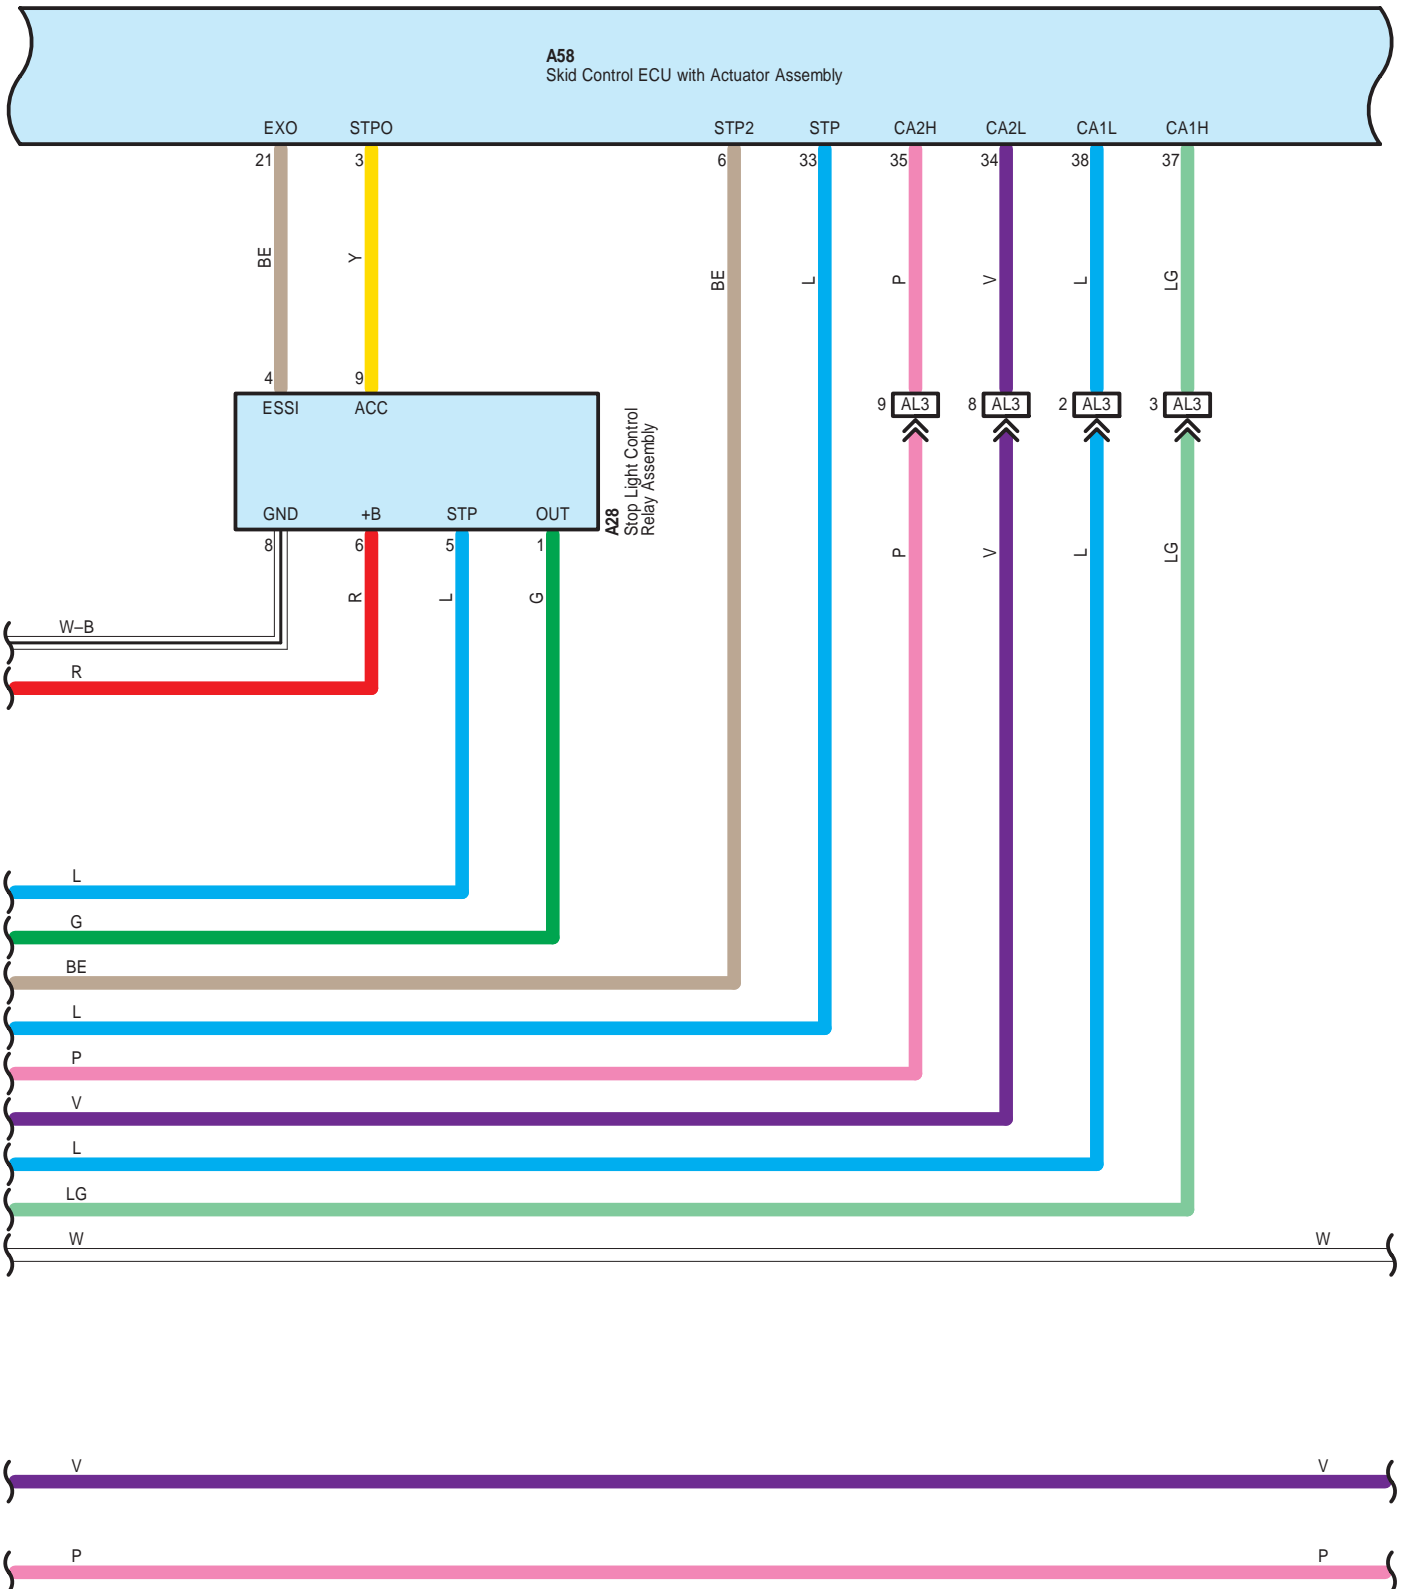 A58
Skid Control ECU with Actuator Assembly
EXO STPO STP2 STP CA2H CA2L CA1L CA1H
21 3 6 33 35 34 38 37
BE Y BE L P V L LG
4 9
ESSI ACC
9 AL3 8 AL3 2 AL3 3 AL3
A28
Stop Light Control
Relay Assembly
GND +B STP OUT
8 6 5 1
P V L LG
R L G
W–B
R
L
G
BE
L
P
V
L
LG
W W
V V
P P